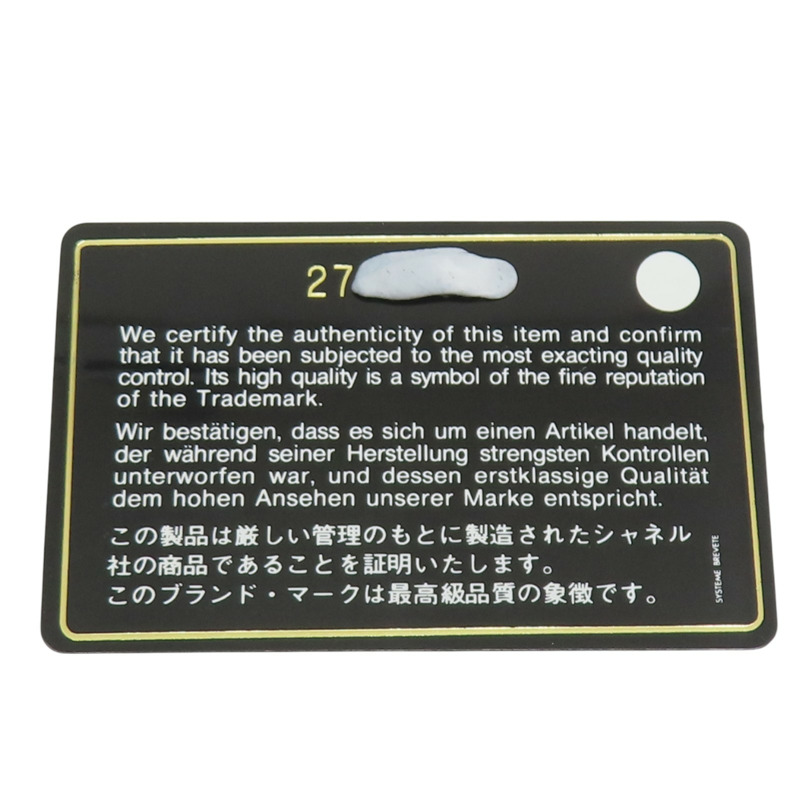 27
We certify the authenticity of this item and confirm
that it has been subjected to the most exacting quality
control. Its high quality is a symbol of the fine reputation
of the Trademark.
Wir bestätigen, dass es sich um einen Artikel handelt,
der während seiner Herstellung strengsten Kontrollen
unterworfen war, und dessen erstklassige Qualität
dem hohen Ansehen unserer Marke entspricht.
この製品は厳しい管理のもとに製造されたシャネル
社の商品であることを証明いたします。
このブランド・マークは最高級品質の象徴です。
SYSTEME BREVETE